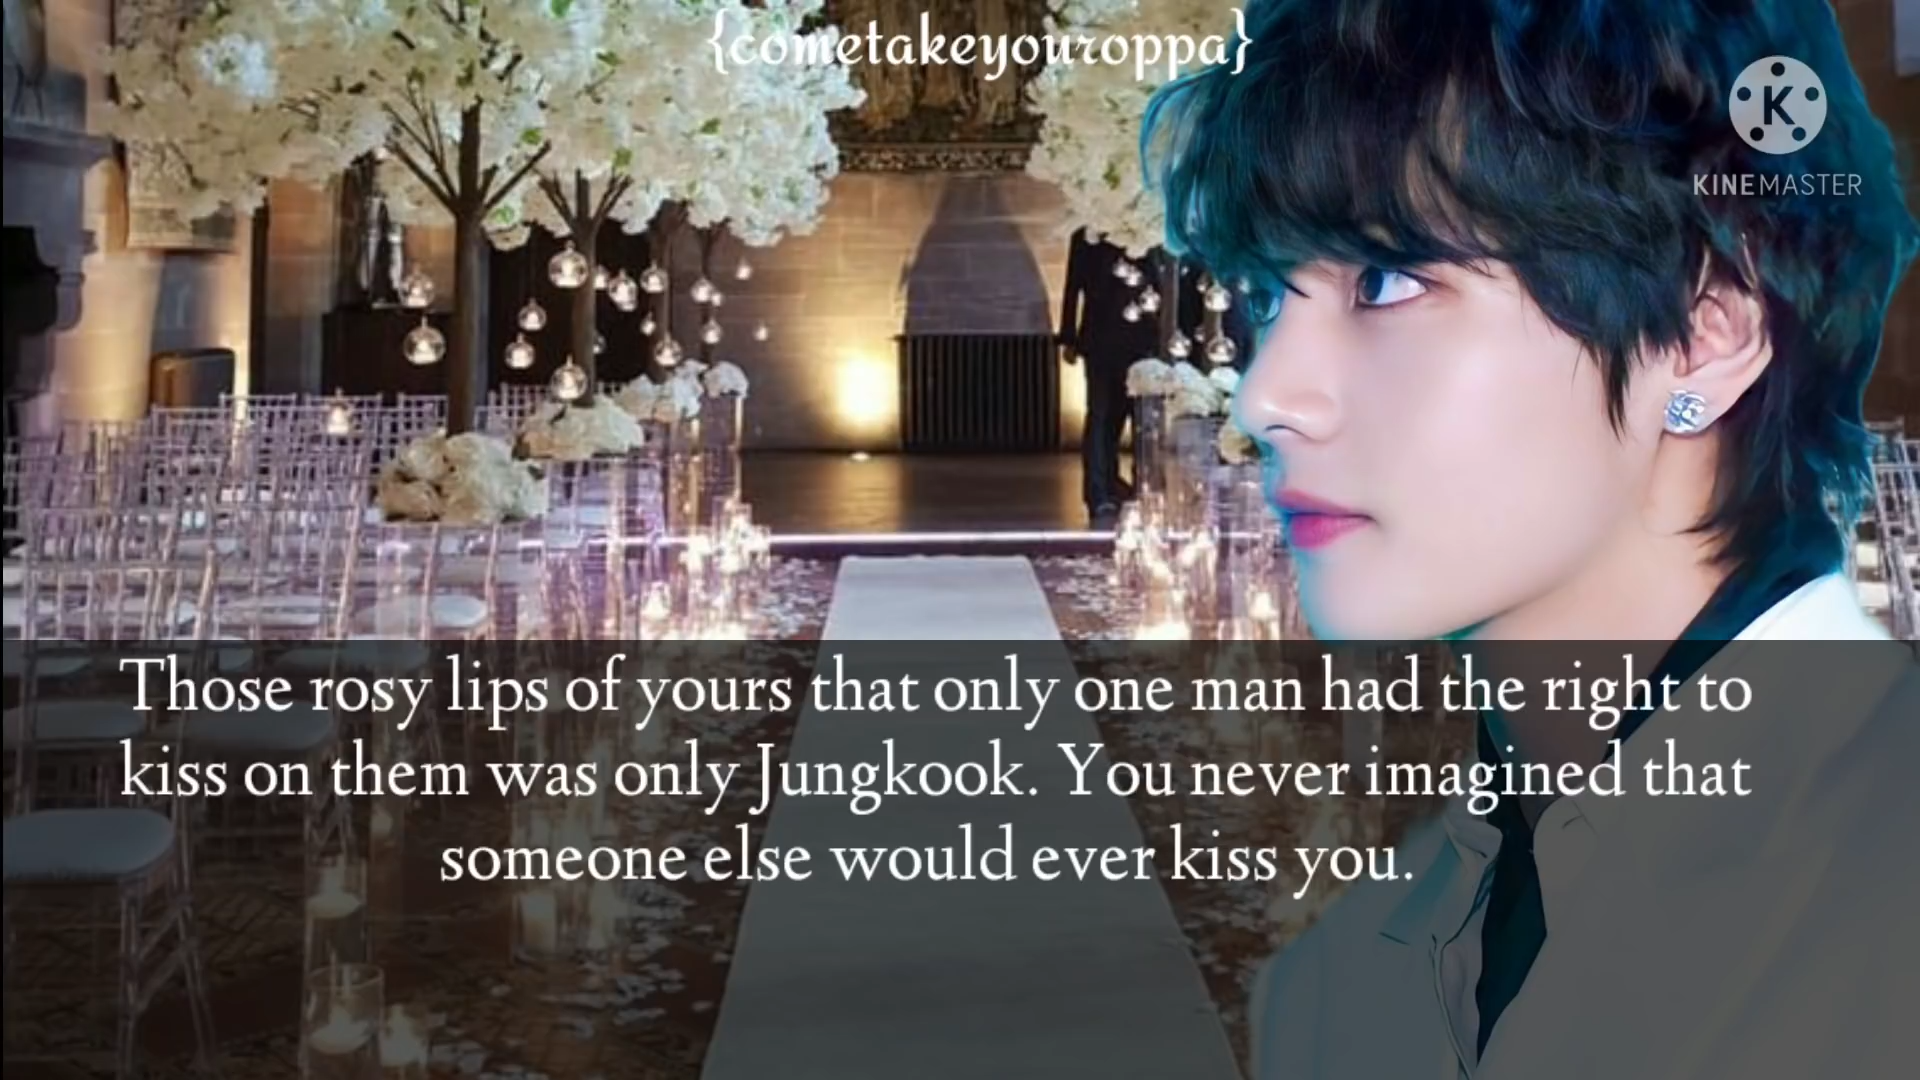 {cometakeyouroppa}
K
KINEMASTER
Those rosy lips of yours that only one man had the right to
kiss on them was only Jungkook. You never imagined that
someone else would ever kiss you.